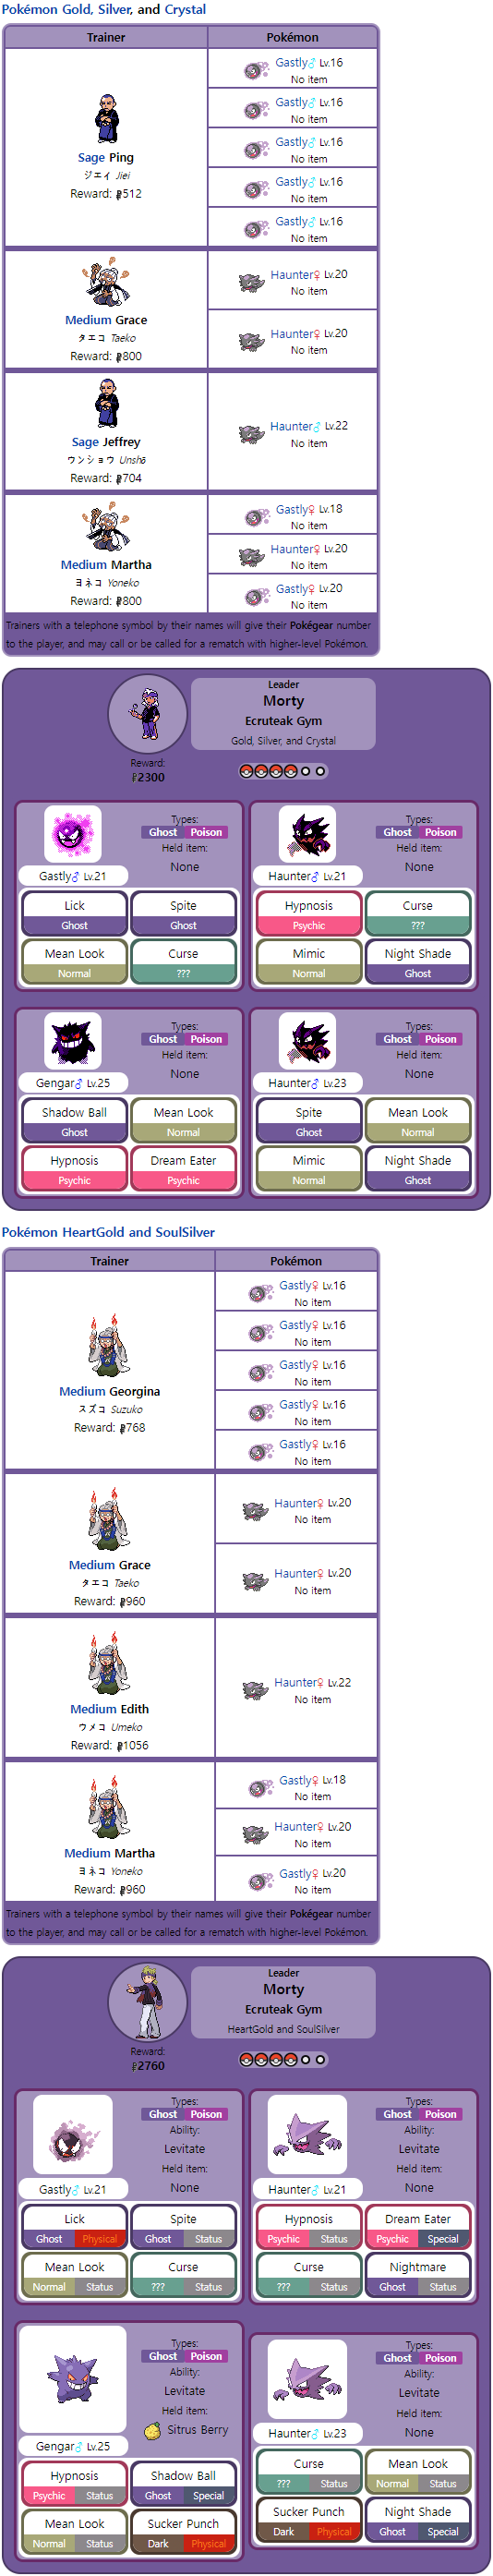 Pokémon Gold, Silver, and Crystal
Trainer Pokémon
Gastly♂ Lv.16
No item
Gastly♂ Lv.16
No item
Gastly♂ Lv.16
No item
Gastly♂ Lv.16
No item
Gastly♂ Lv.16
No item
Sage Ping
ジエイ Jiei
Reward: 512
Haunter♀ Lv.20
No item
Haunter♀ Lv.20
No item
Medium Grace
タエコ Taeko
Reward: 800
Haunter♂ Lv.22
No item
Sage Jeffrey
ウンショウ Unshō
Reward: 704
Gastly♀ Lv.18
No item
Haunter♀ Lv.20
No item
Gastly♀ Lv.20
No item
Medium Martha
ヨネコ Yoneko
Reward: 800
Trainers with a telephone symbol by their names will give their Pokégear number
to the player, and may call or be called for a rematch with higher-level Pokémon.
Leader
Morty
Ecruteak Gym
Gold, Silver, and Crystal
Reward:
2300
Types:
Ghost Poison
Held item:
None
Gastly♂ Lv.21
Lick
Ghost
Spite
Ghost
Mean Look
Normal
Curse
???
Types:
Ghost Poison
Held item:
None
Haunter♂ Lv.21
Hypnosis
Psychic
Curse
???
Mimic
Normal
Night Shade
Ghost
Types:
Ghost Poison
Held item:
None
Gengar♂ Lv.25
Shadow Ball
Ghost
Mean Look
Normal
Hypnosis
Psychic
Dream Eater
Psychic
Types:
Ghost Poison
Held item:
None
Haunter♂ Lv.23
Spite
Ghost
Mean Look
Normal
Mimic
Normal
Night Shade
Ghost
Pokémon HeartGold and SoulSilver
Trainer Pokémon
Gastly♀ Lv.16
No item
Gastly♀ Lv.16
No item
Gastly♀ Lv.16
No item
Gastly♀ Lv.16
No item
Gastly♀ Lv.16
No item
Medium Georgina
スズコ Suzuko
Reward: 768
Haunter♀ Lv.20
No item
Haunter♀ Lv.20
No item
Medium Grace
タエコ Taeko
Reward: 960
Haunter♀ Lv.22
No item
Medium Edith
ウメコ Umeko
Reward: 1056
Gastly♀ Lv.18
No item
Haunter♀ Lv.20
No item
Gastly♀ Lv.20
No item
Medium Martha
ヨネコ Yoneko
Reward: 960
Trainers with a telephone symbol by their names will give their Pokégear number
to the player, and may call or be called for a rematch with higher-level Pokémon.
Leader
Morty
Ecruteak Gym
HeartGold and SoulSilver
Reward:
2760
Types:
Ghost Poison
Ability:
Levitate
Held item:
None
Gastly♂ Lv.21
Lick
Ghost Physical
Spite
Ghost Status
Mean Look
Normal Status
Curse
??? Status
Types:
Ghost Poison
Ability:
Levitate
Held item:
None
Haunter♂ Lv.21
Hypnosis
Psychic Status
Dream Eater
Psychic Special
Curse
??? Status
Nightmare
Ghost Status
Types:
Ghost Poison
Ability:
Levitate
Held item:
Sitrus Berry
Gengar♂ Lv.25
Hypnosis
Psychic Status
Shadow Ball
Ghost Special
Mean Look
Normal Status
Sucker Punch
Dark Physical
Types:
Ghost Poison
Ability:
Levitate
Held item:
None
Haunter♂ Lv.23
Curse
??? Status
Mean Look
Normal Status
Sucker Punch
Dark Physical
Night Shade
Ghost Special